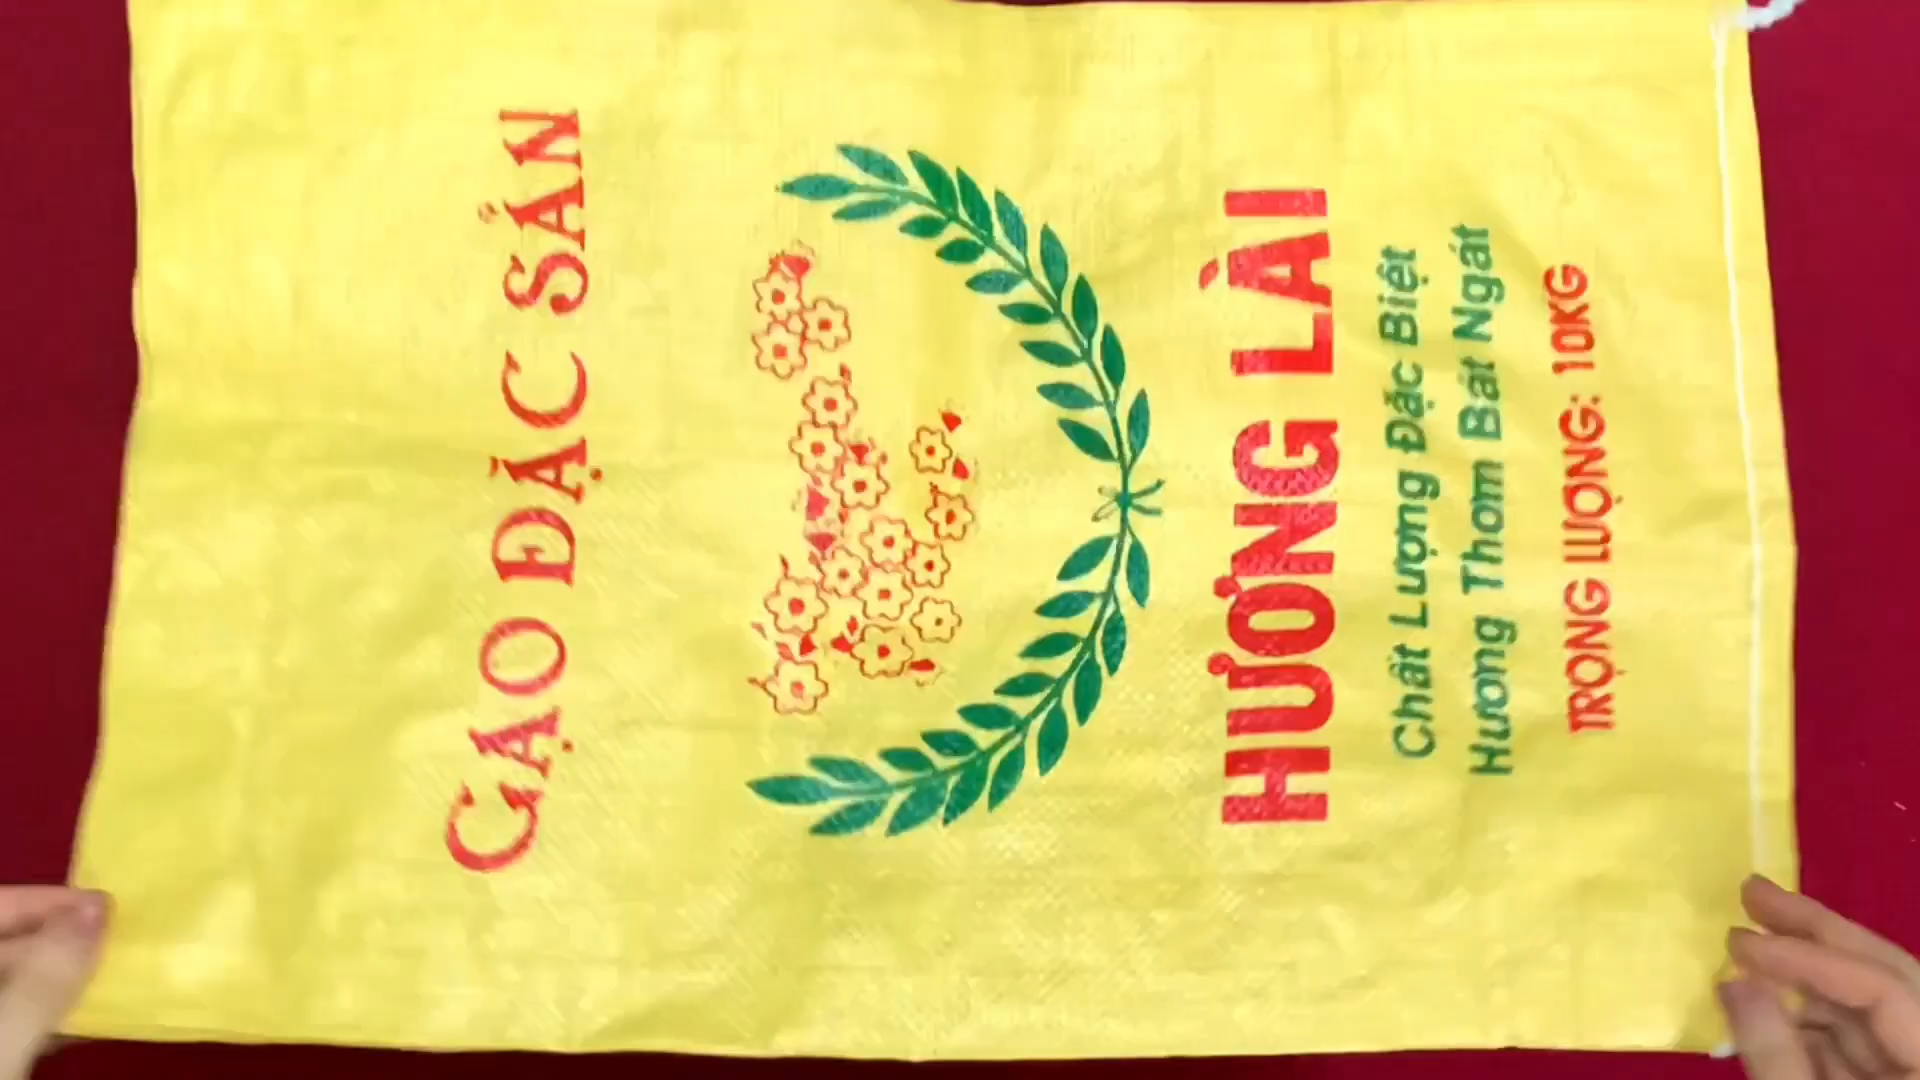 GẠO ĐẶC SẢN
HƯƠNG LÀI
Chất Lượng Đặc Biệt
Hương Thơm Bát Ngát
TRỌNG LƯỢNG: 10KG